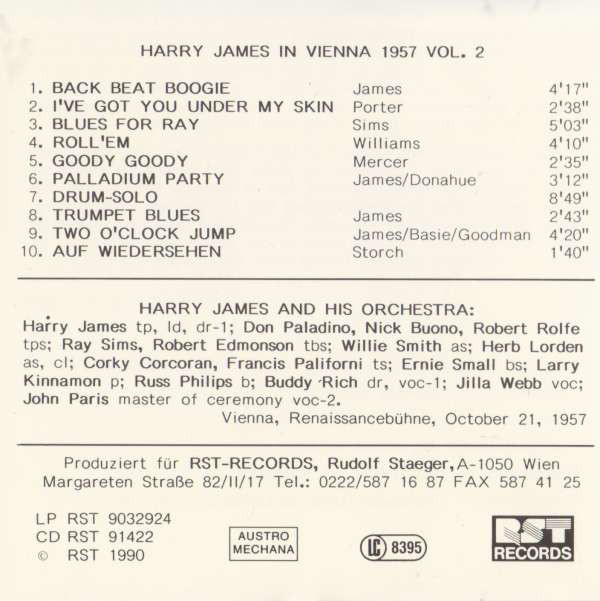 HARRY JAMES IN VIENNA 1957 VOL. 2
1. BACK BEAT BOOGIE James 4'17"
2. I'VE GOT YOU UNDER MY SKIN Porter 2'38"
3. BLUES FOR RAY Sims 5'03"
4. ROLL'EM Williams 4'10"
5. GOODY GOODY Mercer 2'35"
6. PALLADIUM PARTY James/Donahue 3'12"
7. DRUM-SOLO 8'49"
8. TRUMPET BLUES James 2'43"
9. TWO O'CLOCK JUMP James/Basie/Goodman 4'20"
10. AUF WIEDERSEHEN Storch 1'40"
HARRY JAMES AND HIS ORCHESTRA:
Harry James tp, ld, dr-1; Don Paladino, Nick Buono, Robert Rolfe
tps; Ray Sims, Robert Edmonson tbs; Willie Smith as; Herb Lorden
as, cl; Corky Corcoran, Francis Paliforni ts; Ernie Small bs; Larry
Kinnamon p; Russ Philips b; Buddy Rich dr, voc-1; Jilla Webb voc;
John Paris master of ceremony voc-2.
Vienna, Renaissancebühne, October 21, 1957
Produziert für RST-RECORDS, Rudolf Staeger, A-1050 Wien
Margareten Straße 82/II/17 Tel.: 0222/587 16 87 FAX 587 41 25
LP RST 9032924
CD RST 91422
© RST 1990
AUSTRO
MECHANA
LC 8395
RST
RECORDS